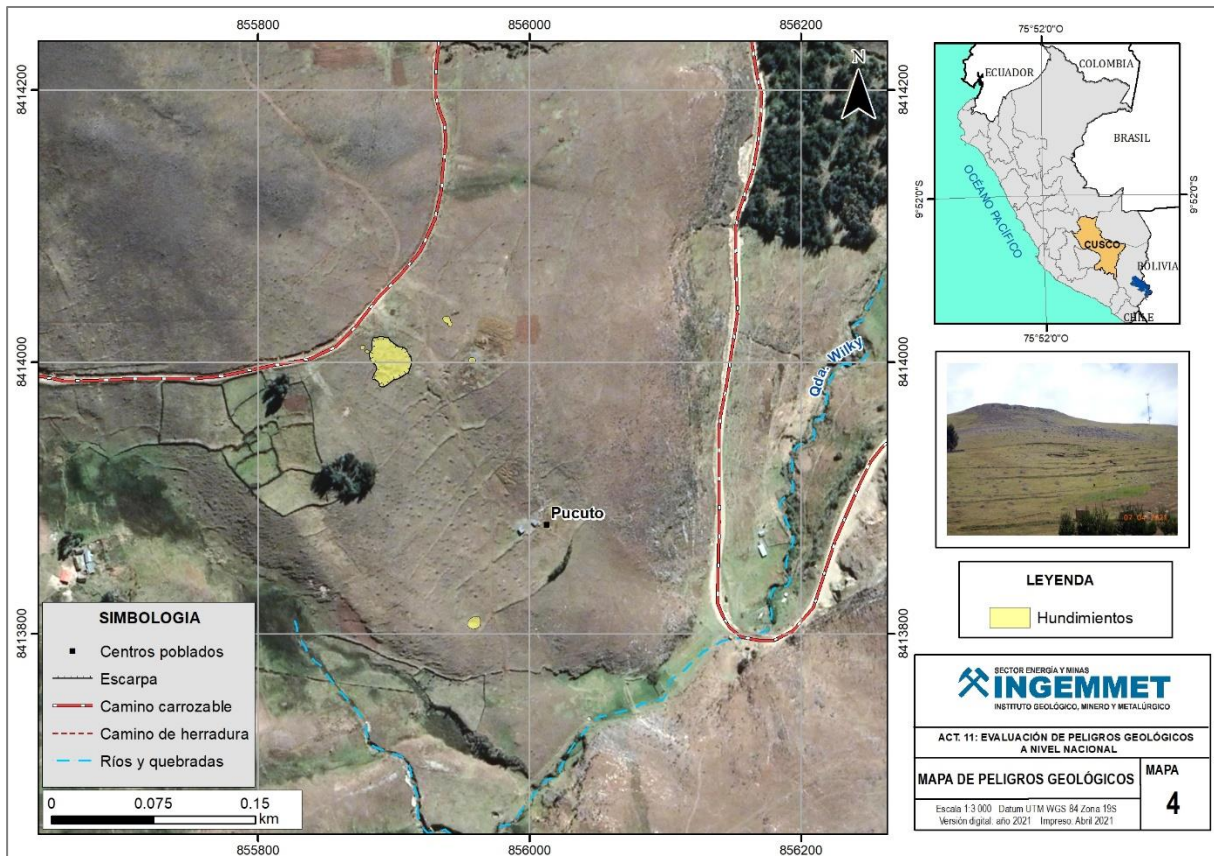 855800
856000
856200
8414200
8414000
8413800
N
Qda. Wilky
Pucuto
SIMBOLOGIA
Centros poblados
Escarpa
Camino carrozable
Camino de herradura
Ríos y quebradas
0
0.075
0.15
km
855800
856000
856200
75°52'0"O
ECUADOR
COLOMBIA
BRASIL
OCÉANO PACÍFICO
9°52'0"S
9°52'0"S
CUSCO
BOLIVIA
CHILE
75°52'0"O
LEYENDA
Hundimientos
SECTOR ENERGÍA Y MINAS
INGEMMET
INSTITUTO GEOLÓGICO, MINERO Y METALÚRGICO
ACT. 11: EVALUACIÓN DE PELIGROS GEOLÓGICOS
A NIVEL NACIONAL
MAPA DE PELIGROS GEOLÓGICOS
MAPA
4
Escala 1:3 000 Datum UTM WGS 84 Zona 19S
Versión digital: año 2021 Impreso: Abril 2021